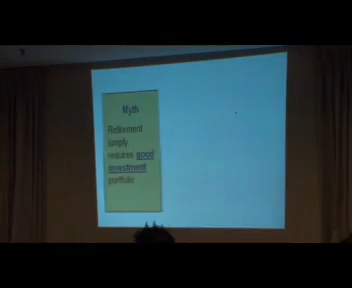 Myth
Retirement
simply
requires good
investment
portfolio